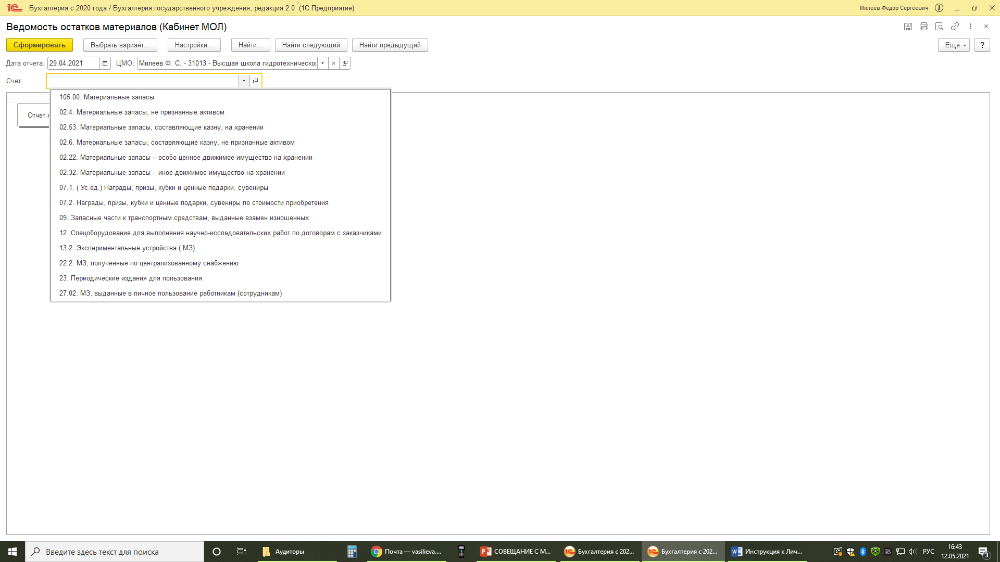 Бухгалтерия с 2020 года / Бухгалтерия государственного учреждения, редакция 2.0 (1С:Предприятие)
Милеев Федор Сергеевич
Ведомость остатков материалов (Кабинет МОЛ)
Сформировать
Выбрать вариант...
Настройки...
Найти...
Найти следующий
Найти предыдущий
Еще
?
Дата отчета: 29.04.2021
ЦМО: Милеев Ф. С. - 31013 - Высшая школа гидротехническо
Счет:
Отчет
105.00. Материальные запасы
02.4. Материальные запасы, не признанные активом
02.53. Материальные запасы, составляющие казну, на хранении
02.6. Материальные запасы, составляющие казну, не признанные активом
02.22. Материальные запасы – особо ценное движимое имущество на хранении
02.32. Материальные запасы – иное движимое имущество на хранении
07.1. ( Ус.ед.) Награды, призы, кубки и ценные подарки, сувениры
07.2. Награды, призы, кубки и ценные подарки, сувениры по стоимости приобретения
09. Запасные части к транспортным средствам, выданные взамен изношенных
12. Спецоборудование для выполнения научно-исследовательских работ по договорам с заказчиками
13.2. Экспериментальные устройства ( МЗ)
22.2. МЗ, полученные по централизованному снабжению
23. Периодические издания для пользования
27.02. МЗ, выданные в личное пользование работникам (сотрудникам)
Введите здесь текст для поиска
Аудиторы
Почта — vasilieva....
СОВЕЩАНИЕ С М...
Бухгалтерия с 202...
Бухгалтерия с 202...
Инструкция к Лич...
РУС
16:43
12.05.2021
3